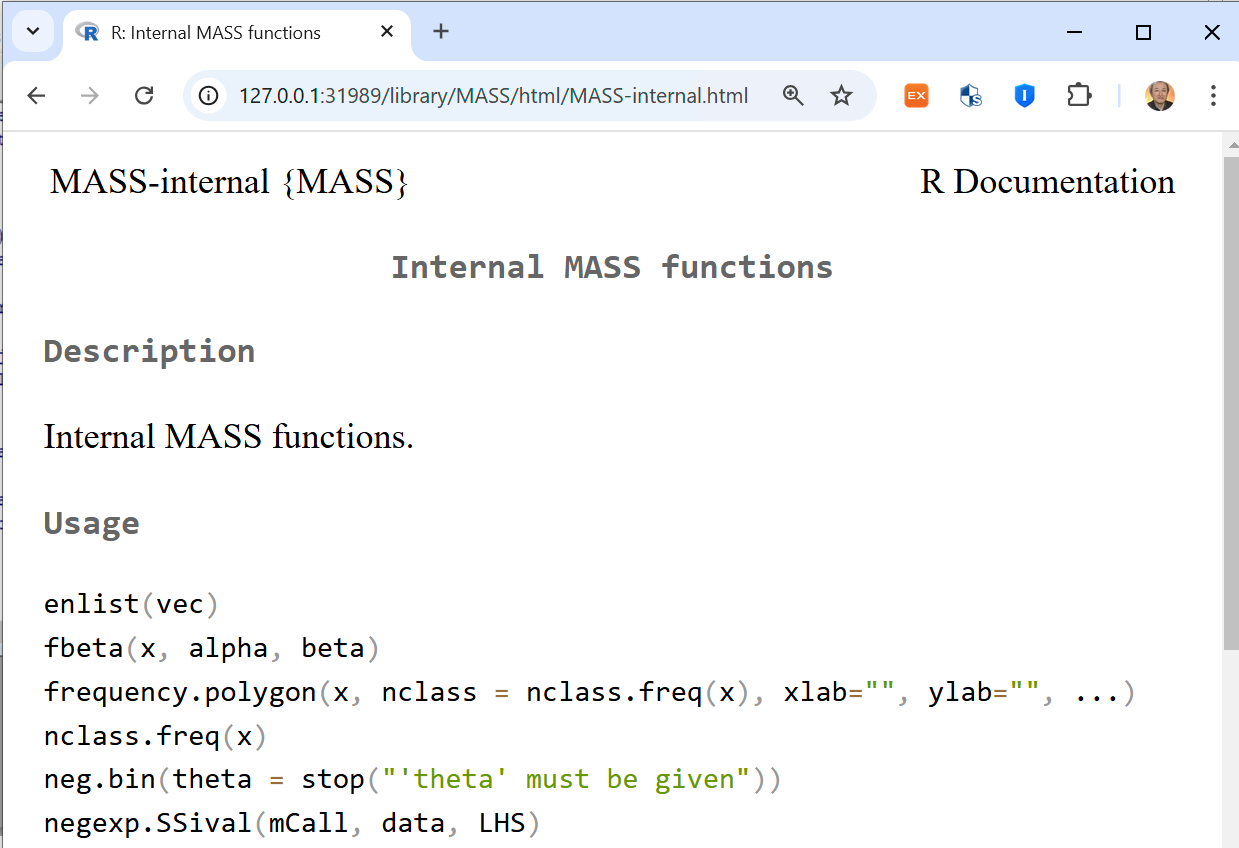 R: Internal MASS functions
127.0.0.1:31989/library/MASS/html/MASS-internal.html
EX
S
I
MASS-internal {MASS} R Documentation
Internal MASS functions
Description
Internal MASS functions.
Usage
enlist(vec)
fbeta(x, alpha, beta)
frequency.polygon(x, nclass = nclass.freq(x), xlab="", ylab="", ...)
nclass.freq(x)
neg.bin(theta = stop("'theta' must be given"))
negexp.SSival(mCall, data, LHS)